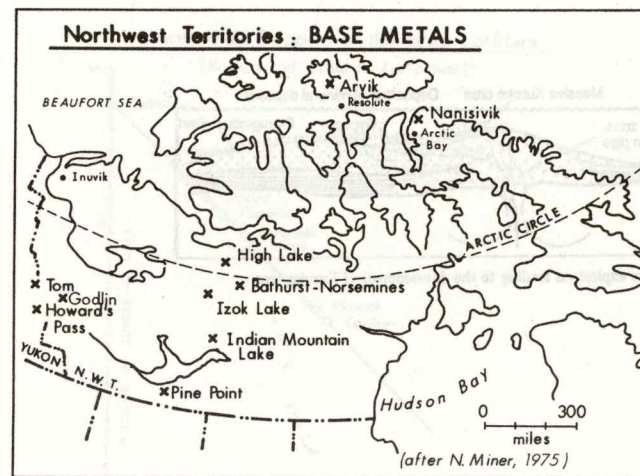 Northwest Territories : BASE METALS
BEAUFORT SEA
Arvik
Resolute
Nanisivik
Arctic
Bay
Inuvik
ARCTIC CIRCLE
High Lake
Bathurst-Norsemines
Tom
Godlin
Howard's
Pass
Izok Lake
Indian Mountain
Lake
YUKON
N.W.T.
Pine Point
Hudson BAY
0 300
miles
(after N. Miner, 1975)